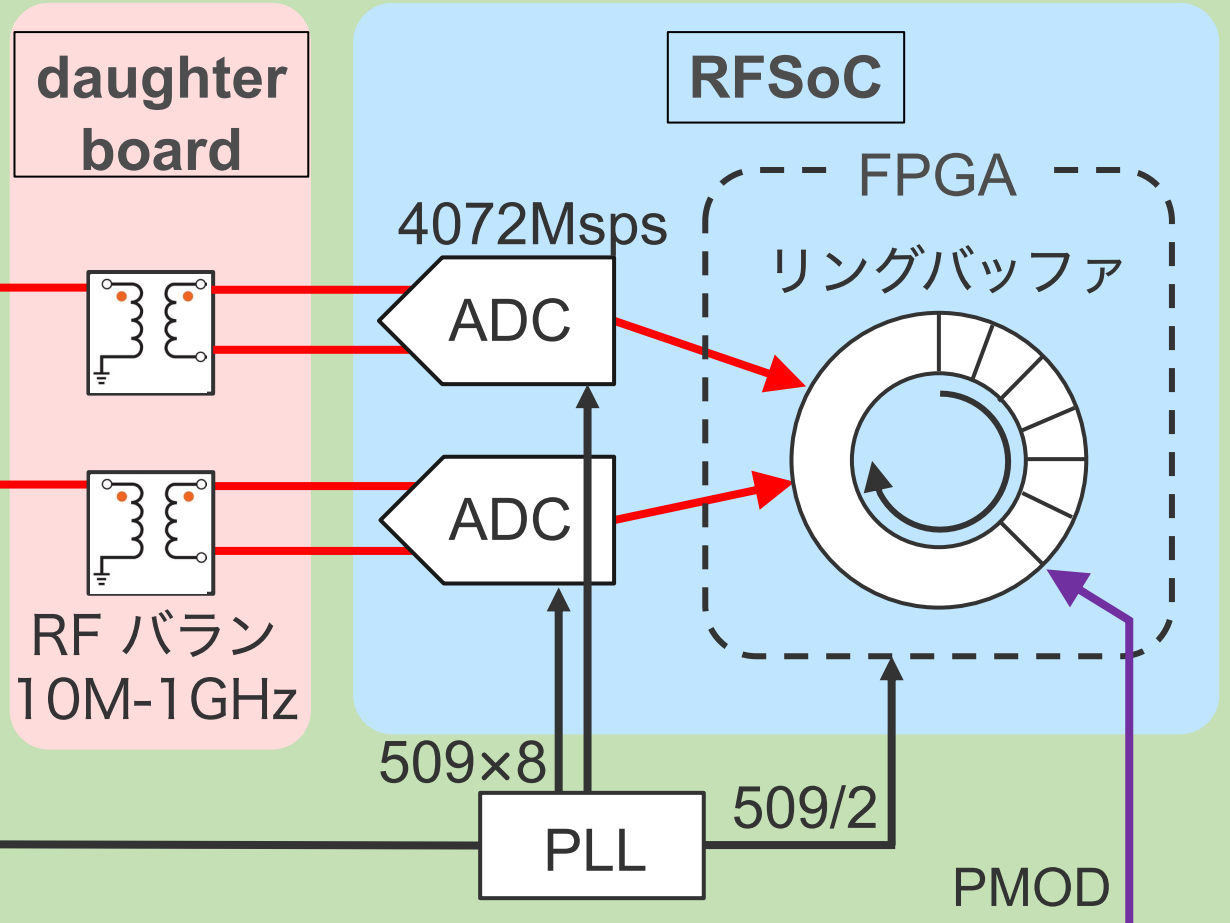 daughter
board
RFSoC
FPGA
4072Msps
リングバッファ
ADC
ADC
RF バラン
10M-1GHz
509×8
509/2
PLL
PMOD